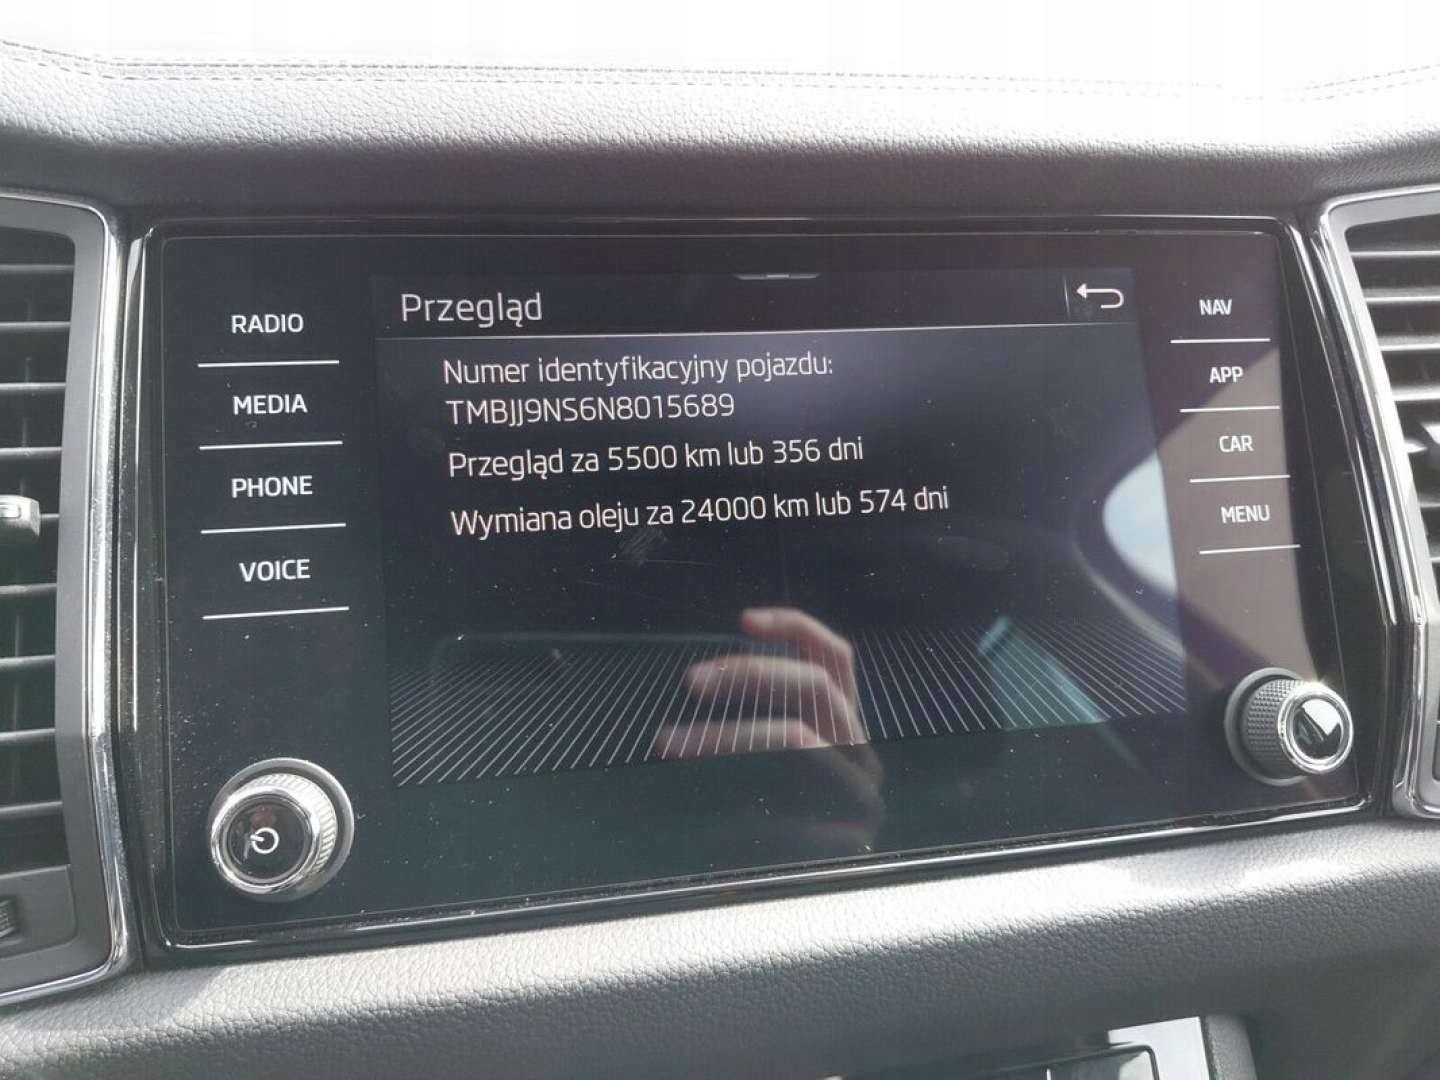 Przegląd
RADIO
MEDIA
PHONE
VOICE
Numer identyfikacyjny pojazdu:
TMBJJ9NS6N8015689
Przegląd za 5500 km lub 356 dni
Wymiana oleju za 24000 km lub 574 dni
NAV
APP
CAR
MENU